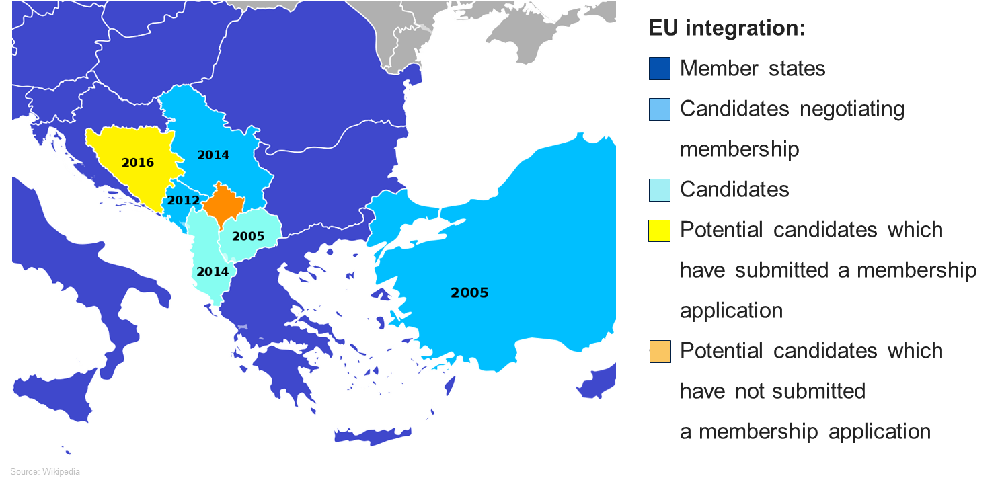 EU integration:
Member states
Candidates negotiating
membership
Candidates
Potential candidates which
have submitted a membership
application
Potential candidates which
have not submitted
a membership application
2014
2016
2012
2005
2014
2005
Source: Wikipedia